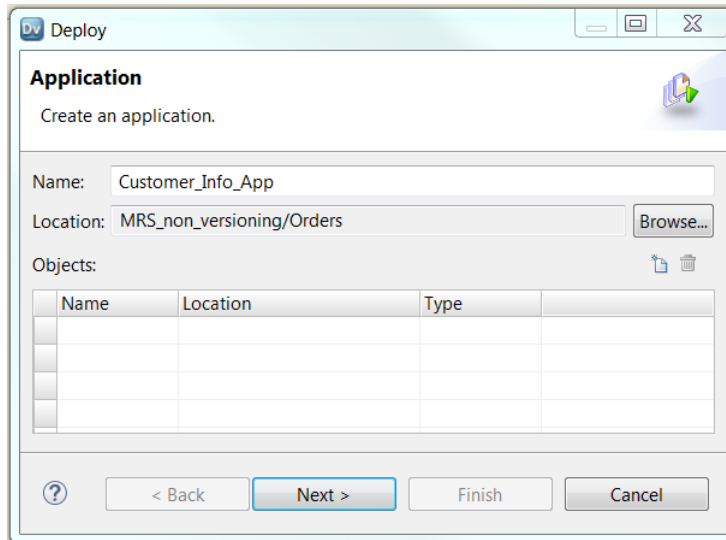 Dv Deploy
Application
Create an application.
Name: Customer_Info_App
Location: MRS_non_versioning/Orders Browse...
Objects:
Name Location Type
? < Back Next > Finish Cancel